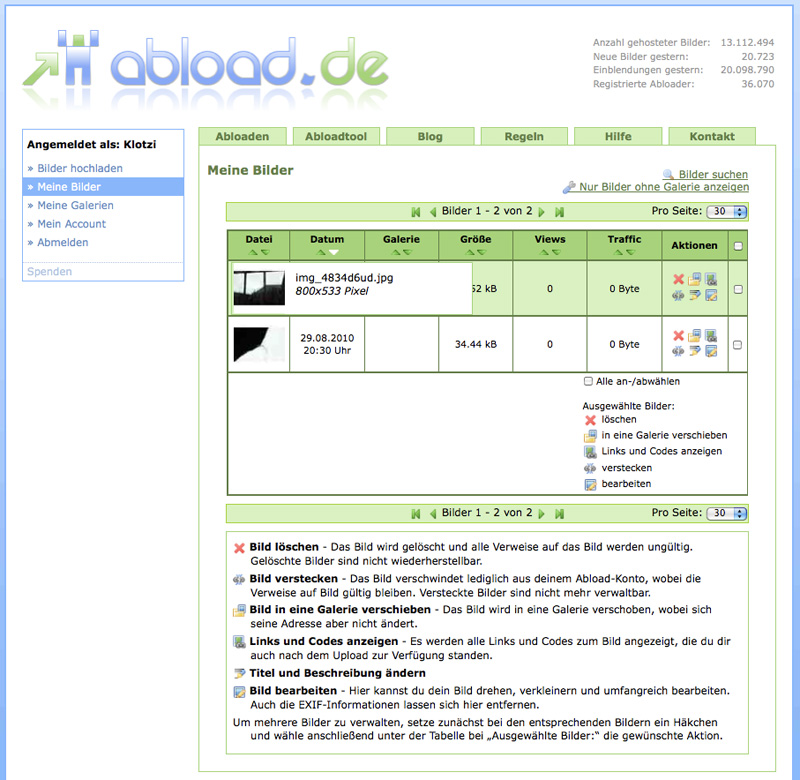 abload.de
Anzahl gehosteter Bilder: 13.112.494
Neue Bilder gestern: 20.723
Einblendungen gestern: 20.098.790
Registrierte Abloader: 36.070
Angemeldet als: Klotzi
» Bilder hochladen
» Meine Bilder
» Meine Galerien
» Mein Account
» Abmelden
Spenden
Abloaden Abloadtool Blog Regeln Hilfe Kontakt
Meine Bilder
Bilder suchen
Nur Bilder ohne Galerie anzeigen
Bilder 1 - 2 von 2 Pro Seite: 30
Datei Datum Galerie Größe Views Traffic Aktionen
img_4834d6ud.jpg
800x533 Pixel
52 kB 0 0 Byte
29.08.2010
20:30 Uhr
34.44 kB 0 0 Byte
Alle an-/abwählen
Ausgewählte Bilder:
löschen
in eine Galerie verschieben
Links und Codes anzeigen
verstecken
bearbeiten
Bilder 1 - 2 von 2 Pro Seite: 30
Bild löschen - Das Bild wird gelöscht und alle Verweise auf das Bild werden ungültig.
Gelöschte Bilder sind nicht wiederherstellbar.
Bild verstecken - Das Bild verschwindet lediglich aus deinem Abload-Konto, wobei die
Verweise auf Bild gültig bleiben. Versteckte Bilder sind nicht mehr verwaltbar.
Bild in eine Galerie verschieben - Das Bild wird in eine Galerie verschoben, wobei sich
seine Adresse aber nicht ändert.
Links und Codes anzeigen - Es werden alle Links und Codes zum Bild angezeigt, die du dir
auch nach dem Upload zur Verfügung standen.
Titel und Beschreibung ändern
Bild bearbeiten - Hier kannst du dein Bild drehen, verkleinern und umfangreich bearbeiten.
Auch die EXIF-Informationen lassen sich hier entfernen.
Um mehrere Bilder zu verwalten, setze zunächst bei den entsprechenden Bildern ein Häkchen
und wähle anschließend unter der Tabelle bei „Ausgewählte Bilder:“ die gewünschte Aktion.